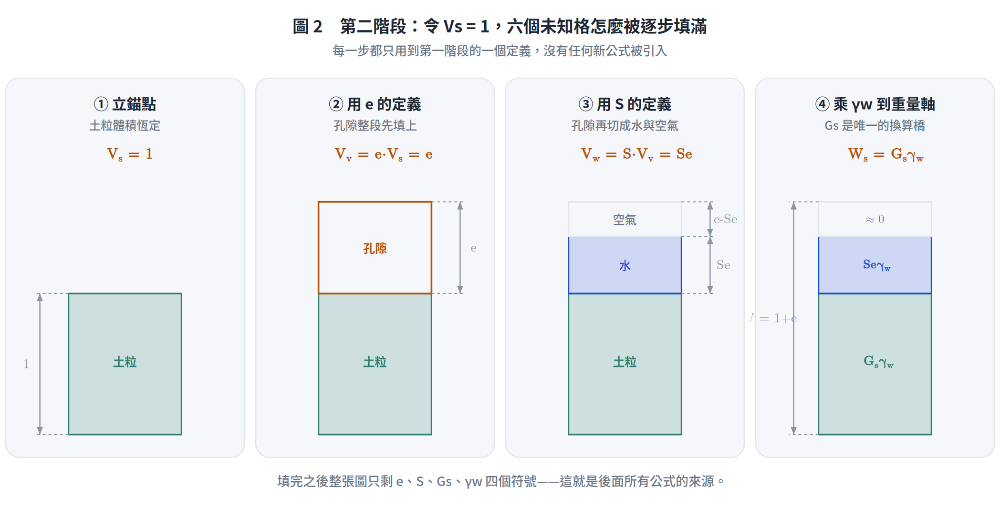 圖 2　第二階段：令 Vs = 1，六個未知格怎麼被逐步填滿
每一步都只用到第一階段的一個定義，沒有任何新公式被引入
① 立錨點
土粒體積恆定
Vs = 1
1
土粒
② 用 e 的定義
孔隙整段先填上
Vv = e·Vs = e
孔隙
e
土粒
③ 用 S 的定義
孔隙再切成水與空氣
Vw = S·Vv = Se
空氣
e-Se
水
Se
土粒
④ 乘 γw 到重量軸
Gs 是唯一的換算橋
Ws = Gsγw
≈ 0
Seγw
V = 1+e
Gsγw
填完之後整張圖只剩 e、S、Gs、γw 四個符號——這就是後面所有公式的來源。